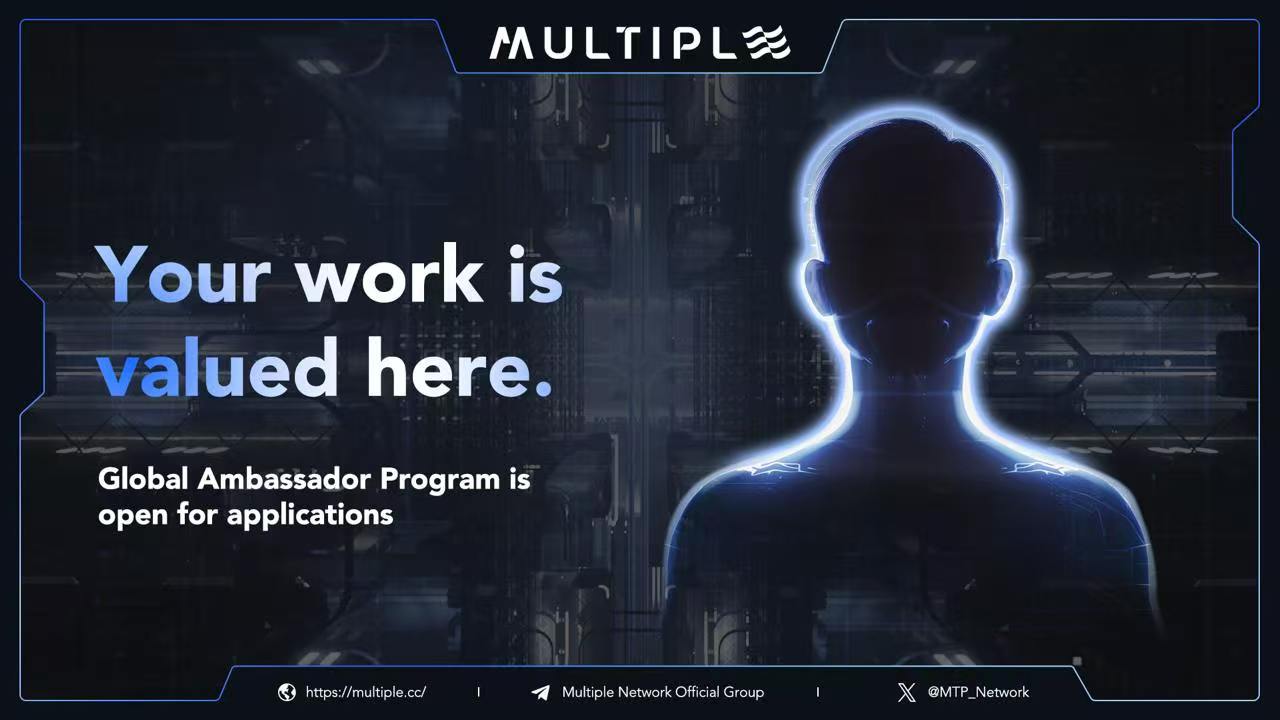 MULTIPLE
Your work is
valued here.
Global Ambassador Program is
open for applications
https://multiple.cc/
Multiple Network Official Group
@MTP_Network